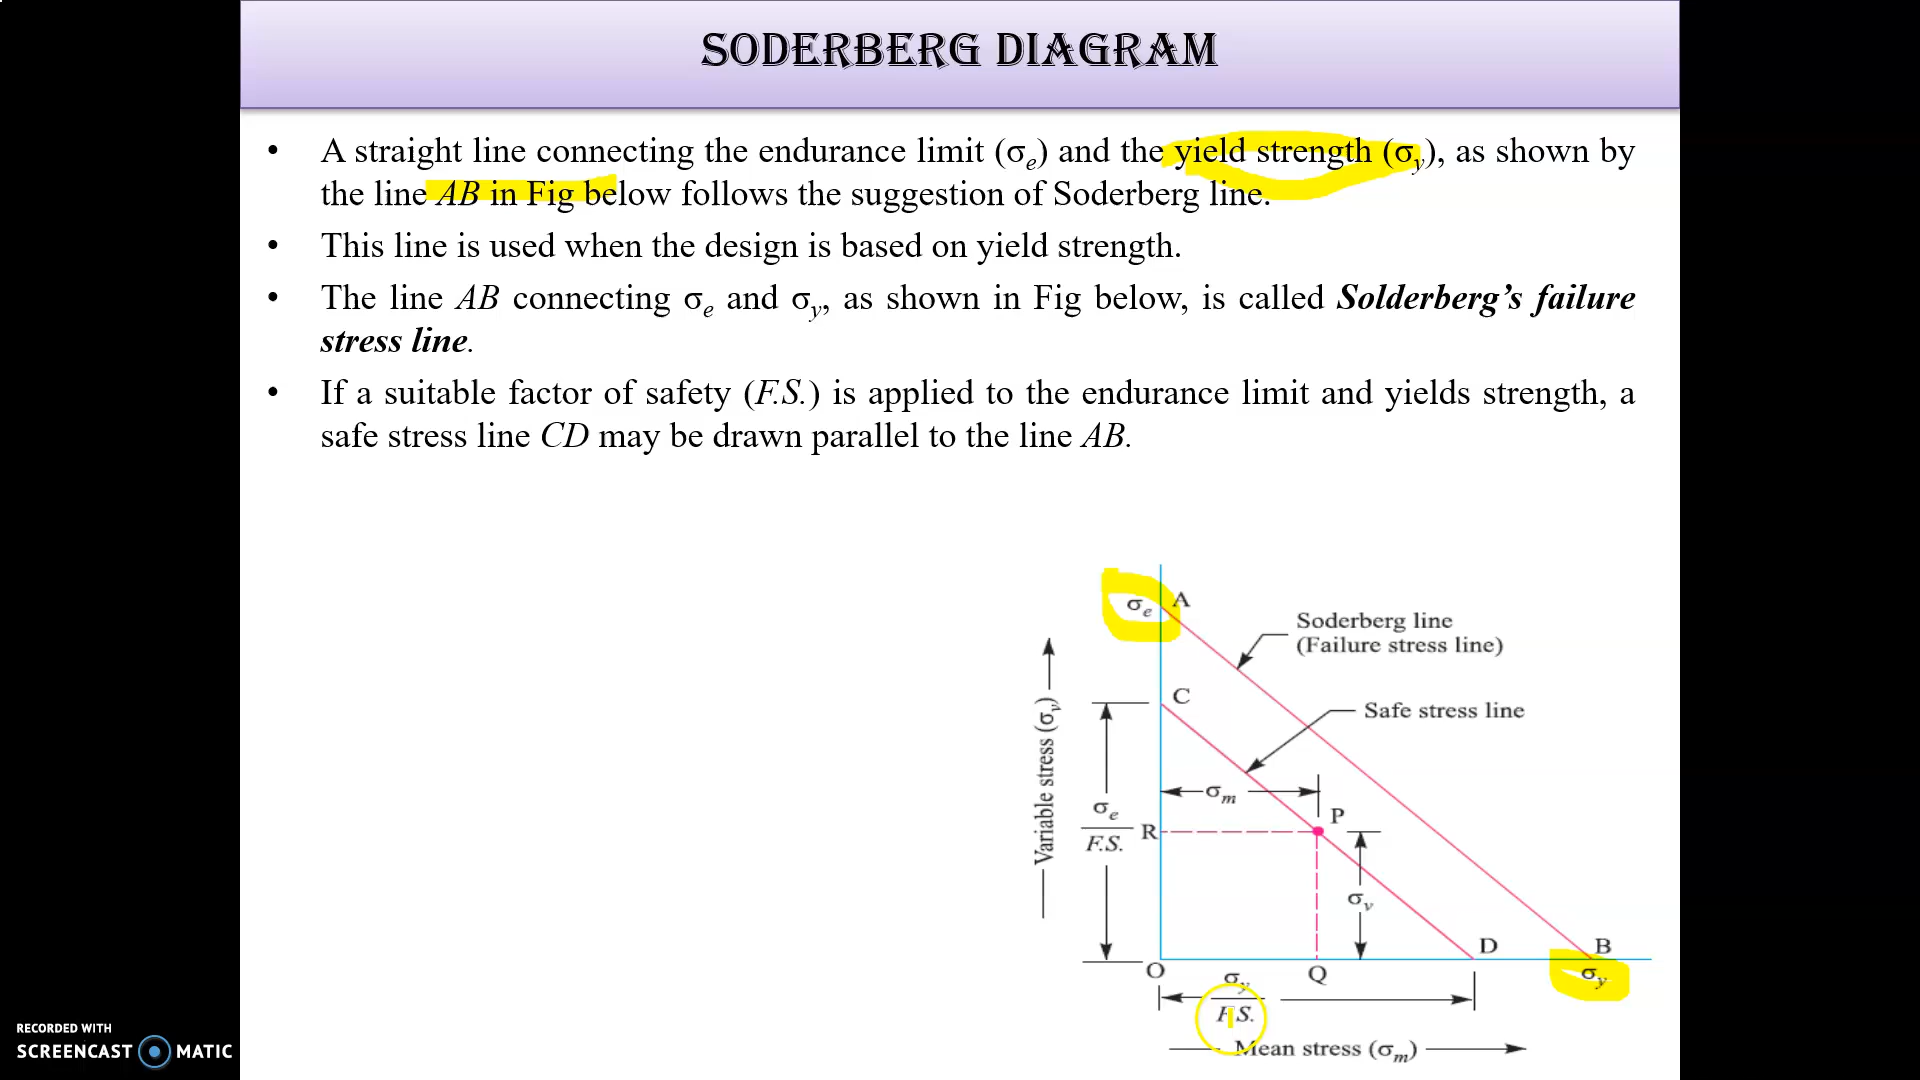 SODERBERG DIAGRAM
• A straight line connecting the endurance limit (σe) and the yield strength (σy), as shown by
the line AB in Fig below follows the suggestion of Soderberg line.
• This line is used when the design is based on yield strength.
• The line AB connecting σe and σy, as shown in Fig below, is called Solderberg’s failure
stress line.
• If a suitable factor of safety (F.S.) is applied to the endurance limit and yields strength, a
safe stress line CD may be drawn parallel to the line AB.
σe A
Soderberg line
(Failure stress line)
C
Safe stress line
Variable stress (σv)
σm
σe
F.S.
R
P
σv
D
B
O
Q
σy
σy
F.S.
Mean stress (σm)
RECORDED WITH
SCREENCAST MATIC